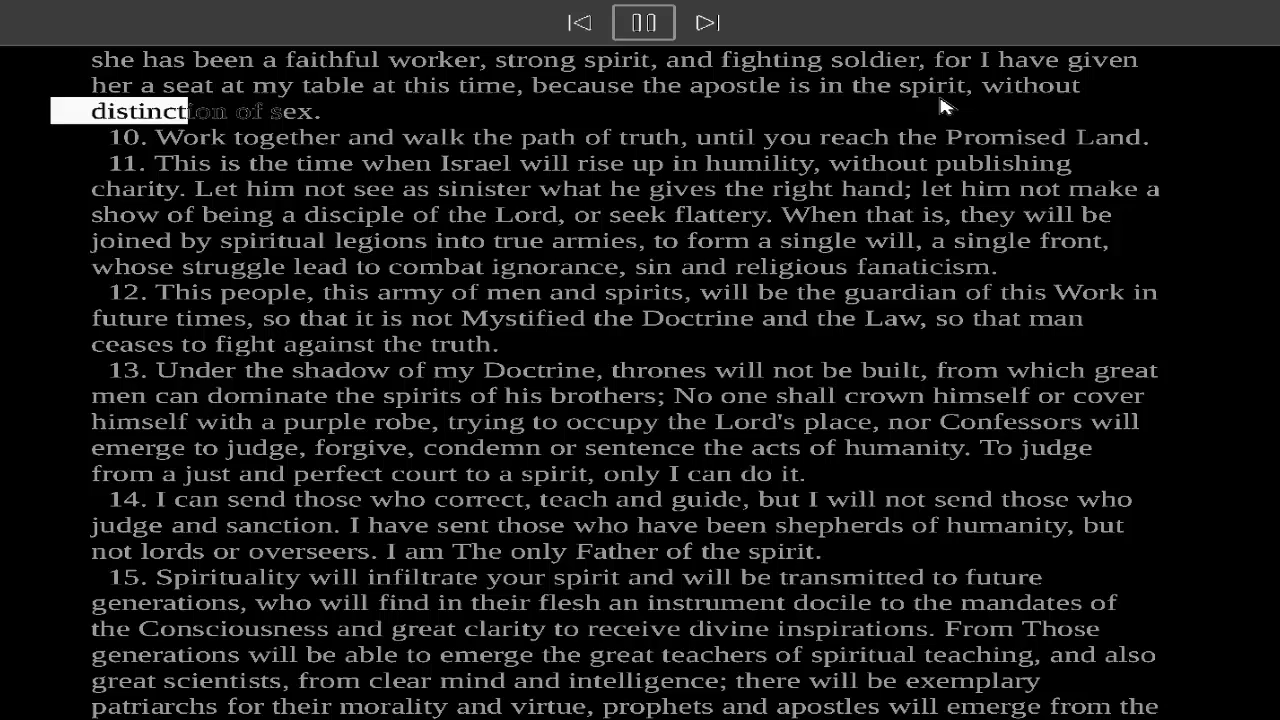 she has been a faithful worker, strong spirit, and fighting soldier, for I have given
her a seat at my table at this time, because the apostle is in the spirit, without
distinction of sex.
10. Work together and walk the path of truth, until you reach the Promised Land.
11. This is the time when Israel will rise up in humility, without publishing
charity. Let him not see as sinister what he gives the right hand; let him not make a
show of being a disciple of the Lord, or seek flattery. When that is, they will be
joined by spiritual legions into true armies, to form a single will, a single front,
whose struggle lead to combat ignorance, sin and religious fanaticism.
12. This people, this army of men and spirits, will be the guardian of this Work in
future times, so that it is not Mystified the Doctrine and the Law, so that man
ceases to fight against the truth.
13. Under the shadow of my Doctrine, thrones will not be built, from which great
men can dominate the spirits of his brothers; No one shall crown himself or cover
himself with a purple robe, trying to occupy the Lord's place, nor Confessors will
emerge to judge, forgive, condemn or sentence the acts of humanity. To judge
from a just and perfect court to a spirit, only I can do it.
14. I can send those who correct, teach and guide, but I will not send those who
judge and sanction. I have sent those who have been shepherds of humanity, but
not lords or overseers. I am The only Father of the spirit.
15. Spirituality will infiltrate your spirit and will be transmitted to future
generations, who will find in their flesh an instrument docile to the mandates of
the Consciousness and great clarity to receive divine inspirations. From Those
generations will be able to emerge the great teachers of spiritual teaching, and also
great scientists, from clear mind and intelligence; there will be exemplary
patriarchs for their morality and virtue, prophets and apostles will emerge from the